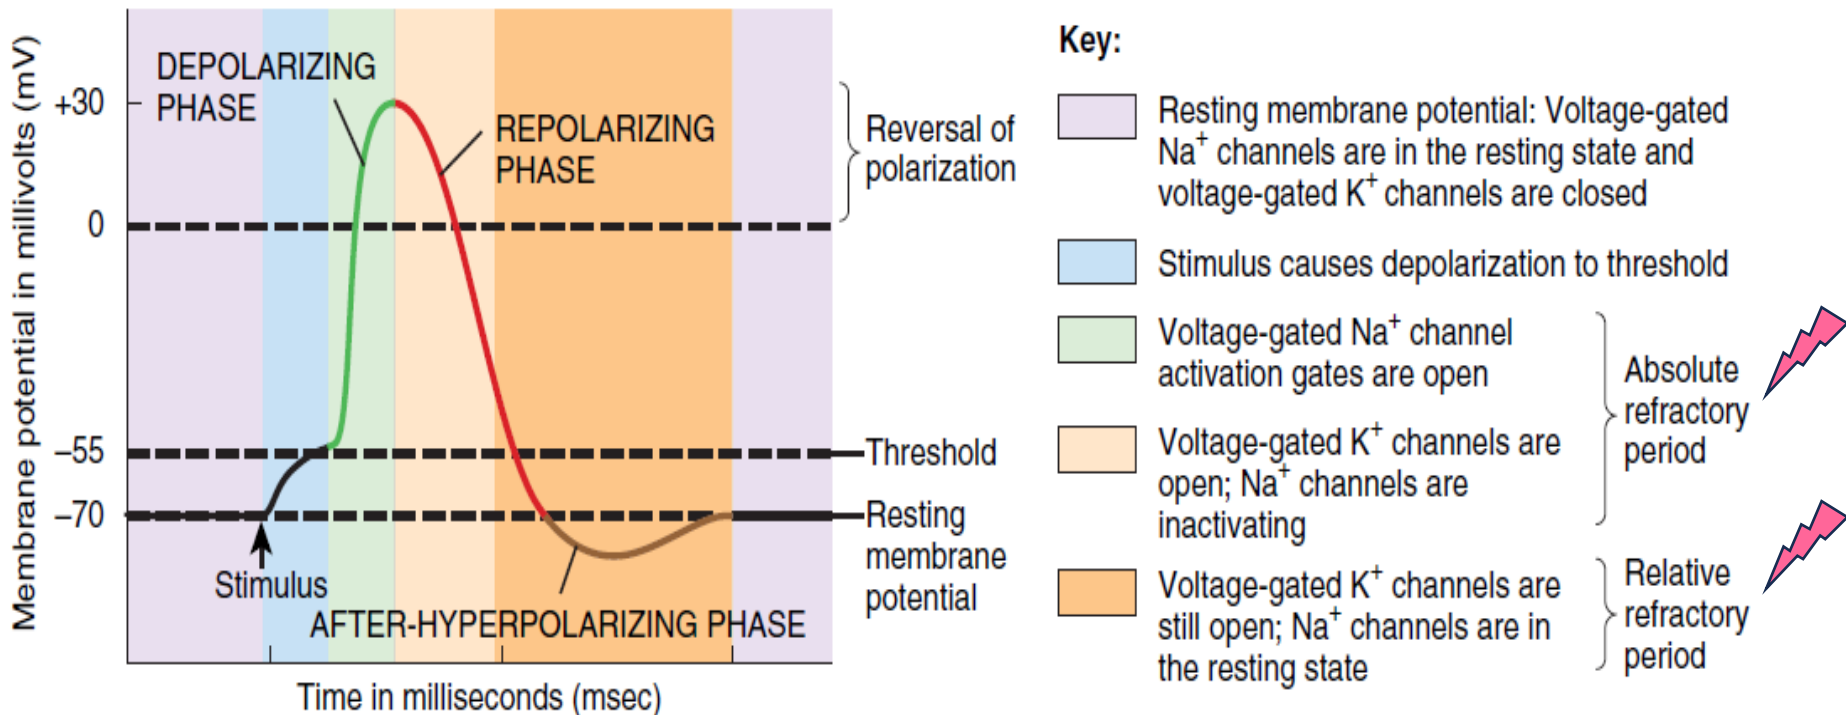 Membrane potential in millivolts (mV)
+30
0
–55
–70
DEPOLARIZING
PHASE
REPOLARIZING
PHASE
Reversal of
polarization
Threshold
Resting
membrane
potential
Stimulus
AFTER-HYPERPOLARIZING PHASE
Time in milliseconds (msec)
Key:
Resting membrane potential: Voltage-gated
Na⁺ channels are in the resting state and
voltage-gated K⁺ channels are closed
Stimulus causes depolarization to threshold
Voltage-gated Na⁺ channel
activation gates are open
Voltage-gated K⁺ channels are
open; Na⁺ channels are
inactivating
Absolute
refractory
period
Voltage-gated K⁺ channels are
still open; Na⁺ channels are in
the resting state
Relative
refractory
period